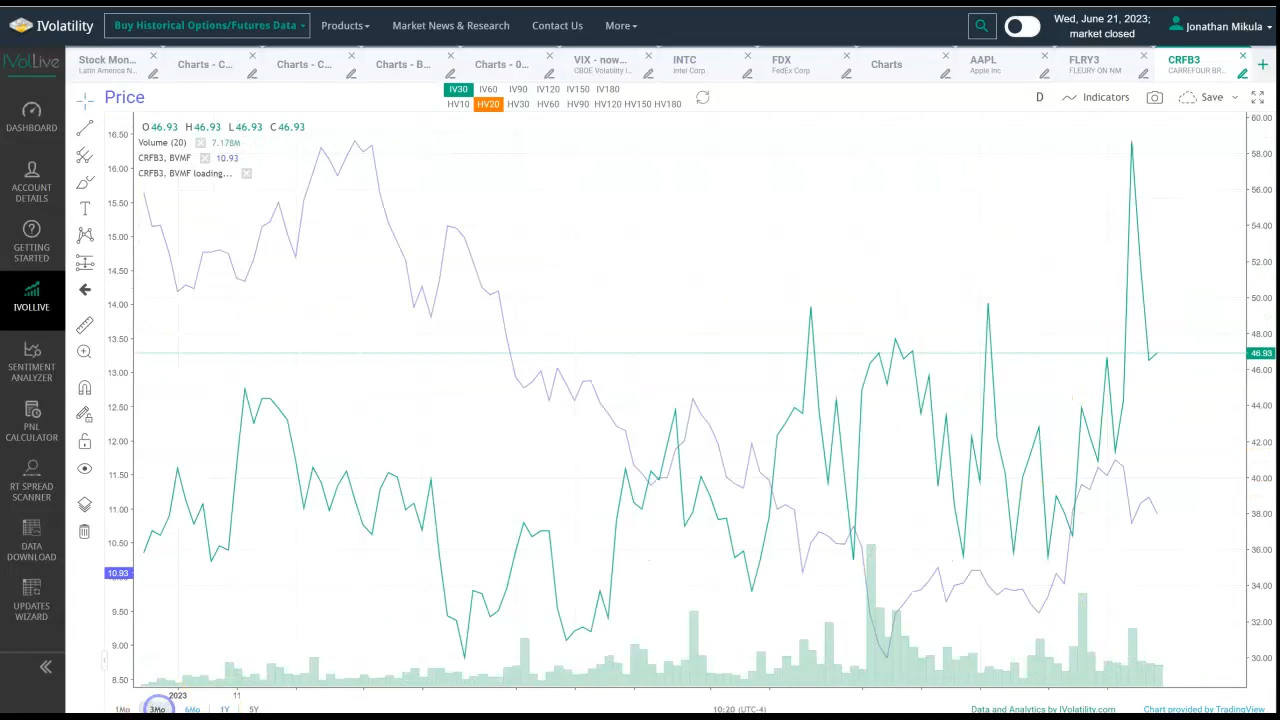 IVolatility
Buy Historical Options/Futures Data
Products
Market News & Research
Contact Us
More
Wed, June 21, 2023;
market closed
Jonathan Mikula
IVolLive
Stock Mon...
Latin America N...
Charts - C...
Charts - C...
Charts - B...
Charts - 0...
VIX - now...
CBOE Volatility I...
INTC
Intel Corp
FDX
FedEx Corp
Charts
AAPL
Apple Inc
FLRY3
FLEURY ON NM
CRFB3
CARREFOUR BR...
Price
IV30 IV60 IV90 IV120 IV150 IV180
HV10 HV20 HV30 HV60 HV90 HV120 HV150 HV180
D
Indicators
Save
O46.93 H46.93 L46.93 C46.93
Volume (20) 7.178M
CRFB3, BVMF 10.93
CRFB3, BVMF loading...
DASHBOARD
ACCOUNT
DETAILS
GETTING
STARTED
IVOLLIVE
SENTIMENT
ANALYZER
PNL
CALCULATOR
RT SPREAD
SCANNER
DATA
DOWNLOAD
UPDATES
WIZARD
16.50
16.00
15.50
15.00
14.50
14.00
13.50
13.00
12.50
12.00
11.50
11.00
10.50
10.93
9.50
9.00
8.50
60.00
58.00
56.00
54.00
52.00
50.00
48.00
46.93
46.00
44.00
42.00
40.00
38.00
36.00
34.00
32.00
30.00
2023
11
1Mo 3Mo 6Mo 1Y 5Y
10:20 (UTC-4)
Data and Analytics by IVolatility.com
Chart provided by TradingView